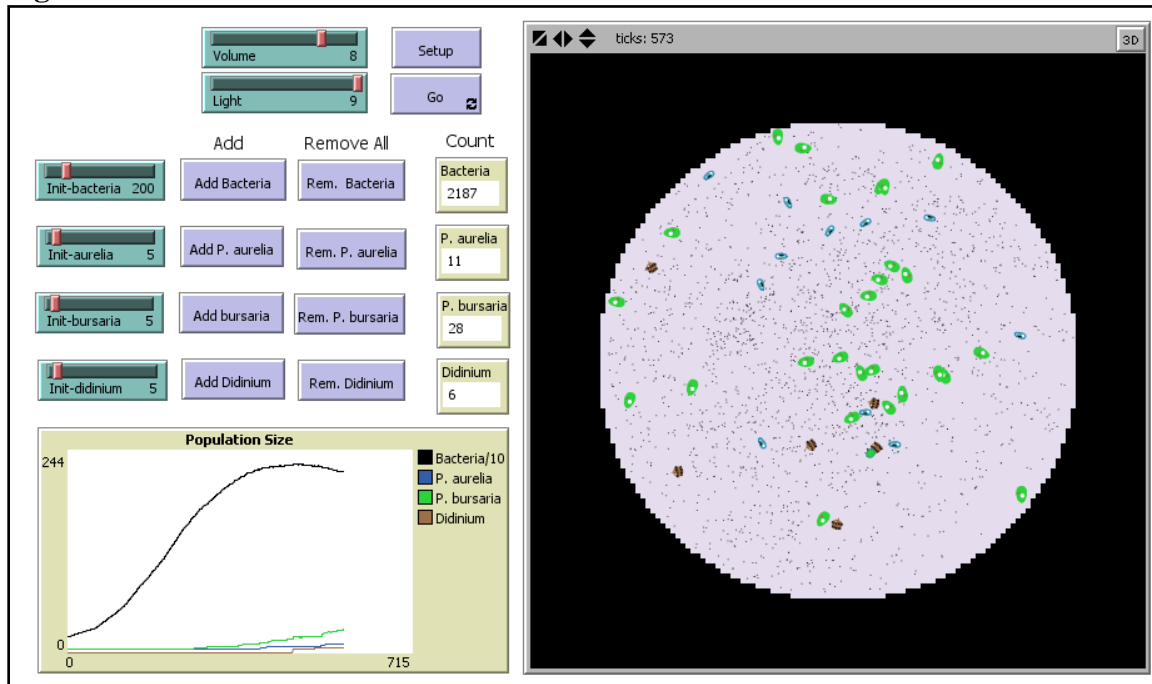 Volume 8
Setup
ticks: 573
3D
Light 9
Go
Add
Remove All
Count
Init-bacteria 200
Add Bacteria
Rem. Bacteria
Bacteria
2187
Init-aurelia 5
Add P. aurelia
Rem. P. aurelia
P. aurelia
11
Init-bursaria 5
Add bursaria
Rem. P. bursaria
P. bursaria
28
Init-didinium 5
Add Didinium
Rem. Didinium
Didinium
6
Population Size
244
0
0
715
Bacteria/10
P. aurelia
P. bursaria
Didinium